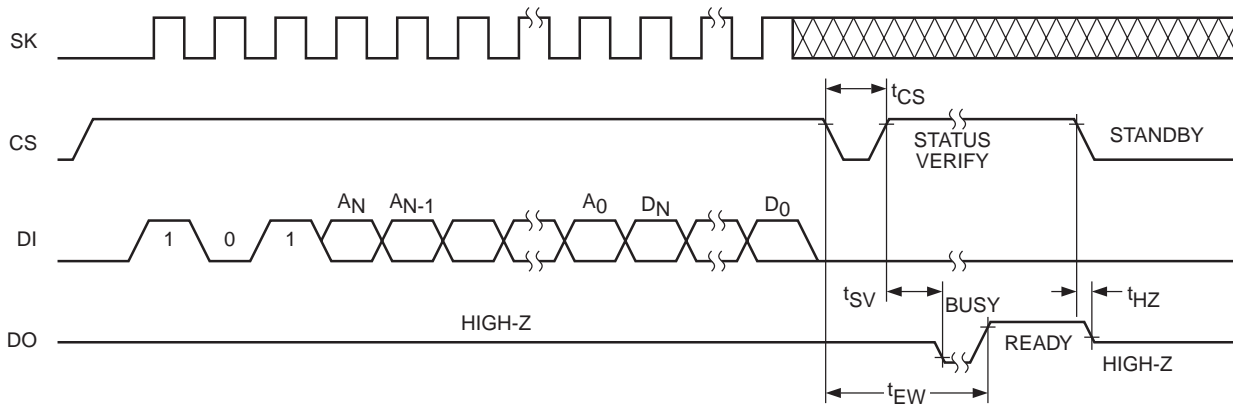 SK
tCS
CS
STATUS
VERIFY
STANDBY
AN AN-1 A0 DN D0
DI
1 0 1
tSV
BUSY
tHZ
HIGH-Z
DO
READY
HIGH-Z
tEW